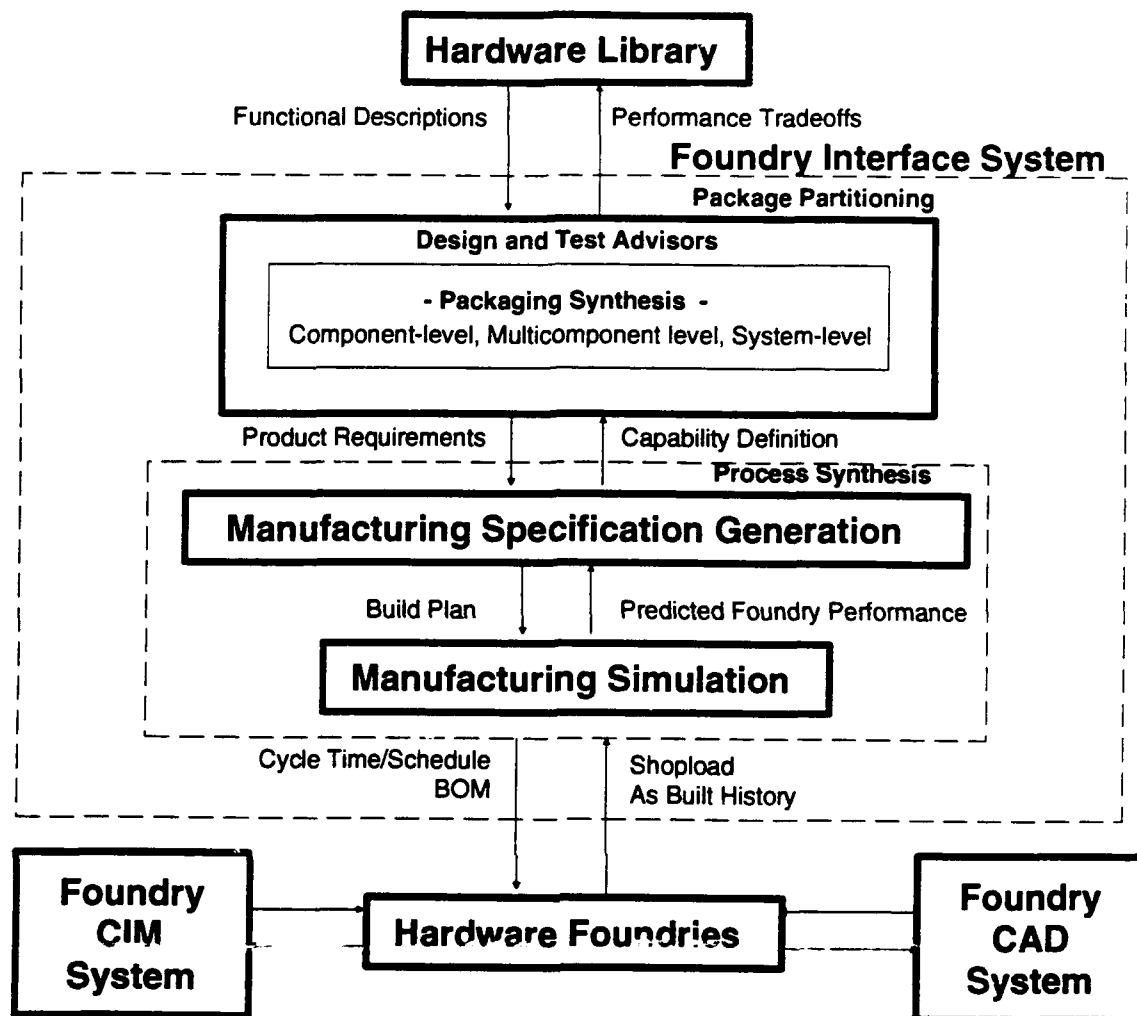 Hardware Library
Functional Descriptions
Performance Tradeoffs
Foundry Interface System
Package Partitioning
Design and Test Advisors
- Packaging Synthesis -
Component-level, Multicomponent level, System-level
Product Requirements
Capability Definition
Process Synthesis
Manufacturing Specification Generation
Build Plan
Predicted Foundry Performance
Manufacturing Simulation
Cycle Time/Schedule
BOM
Shopload
As Built History
Foundry
CIM
System
Hardware Foundries
Foundry
CAD
System